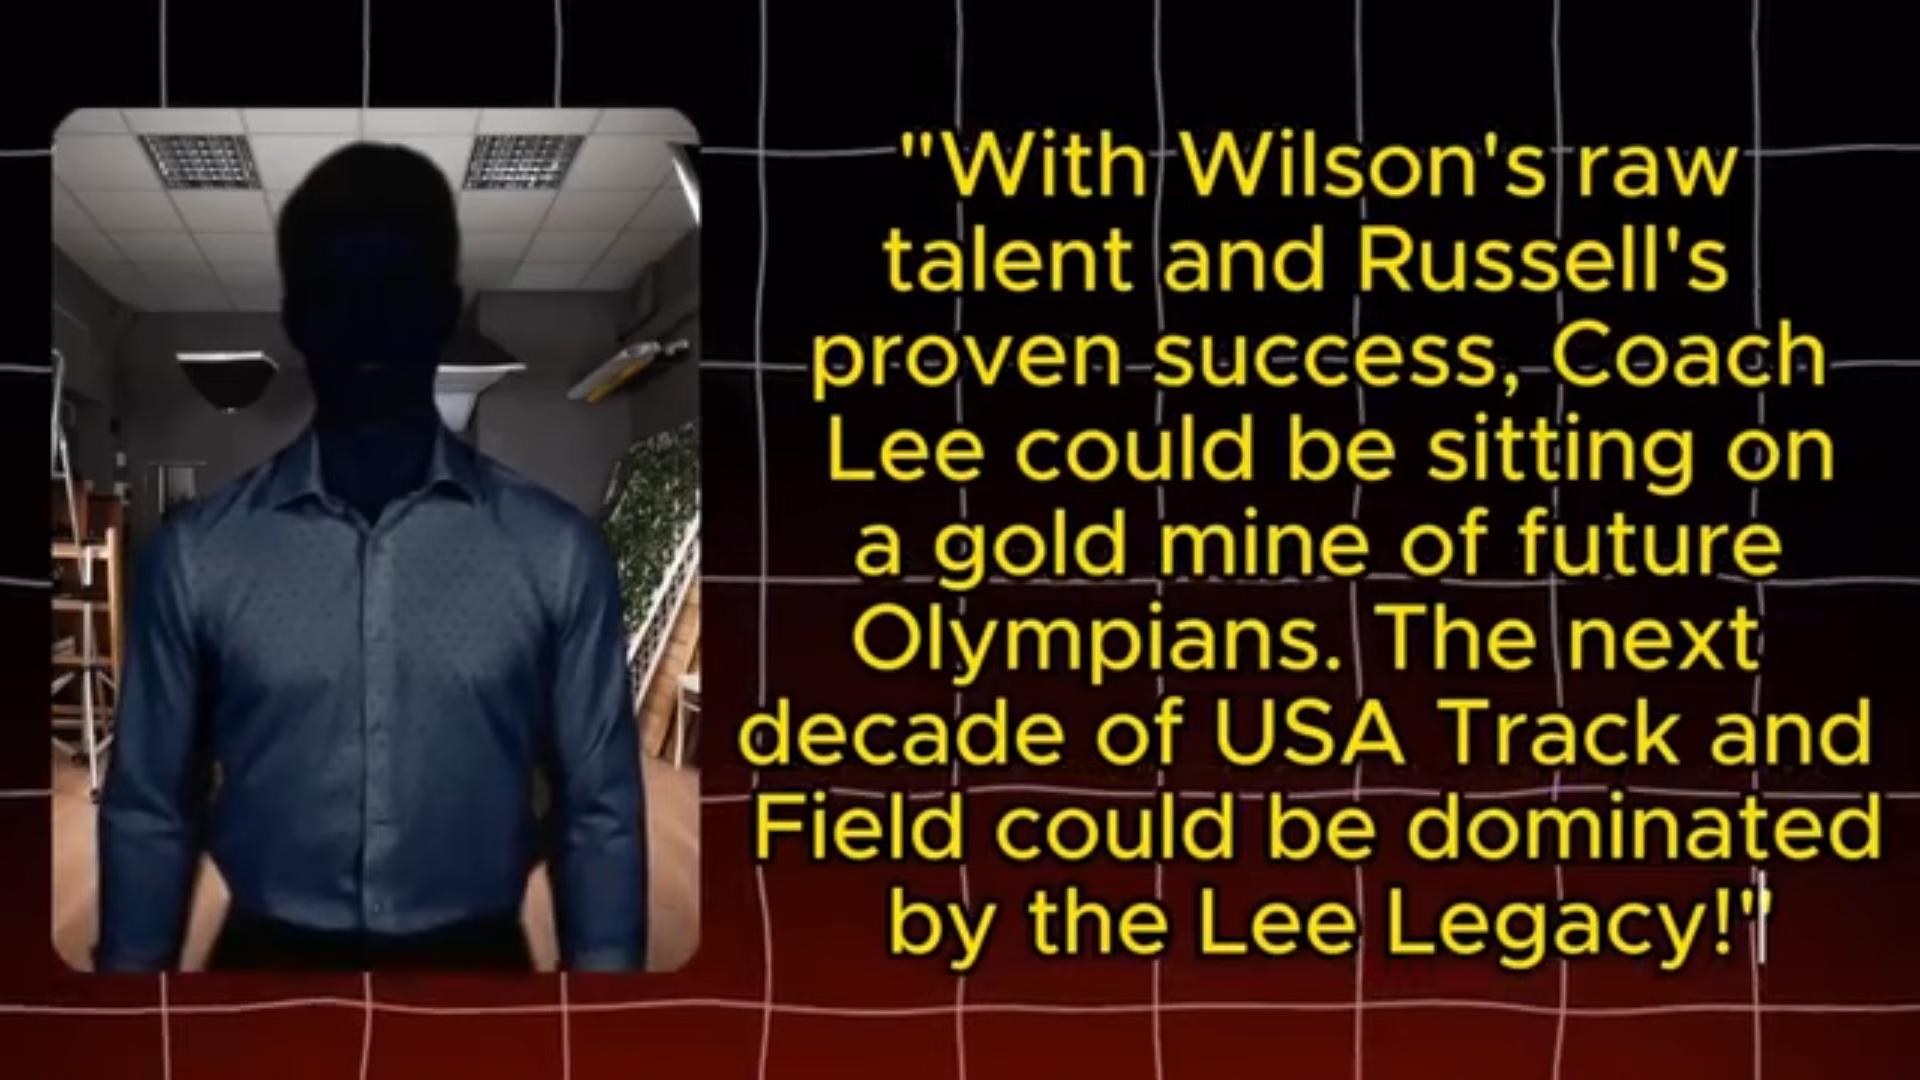 "With Wilson's raw
talent and Russell's
proven success, Coach
Lee could be sitting on
a gold mine of future
Olympians. The next
decade of USA Track and
Field could be dominated
by the Lee Legacy!"